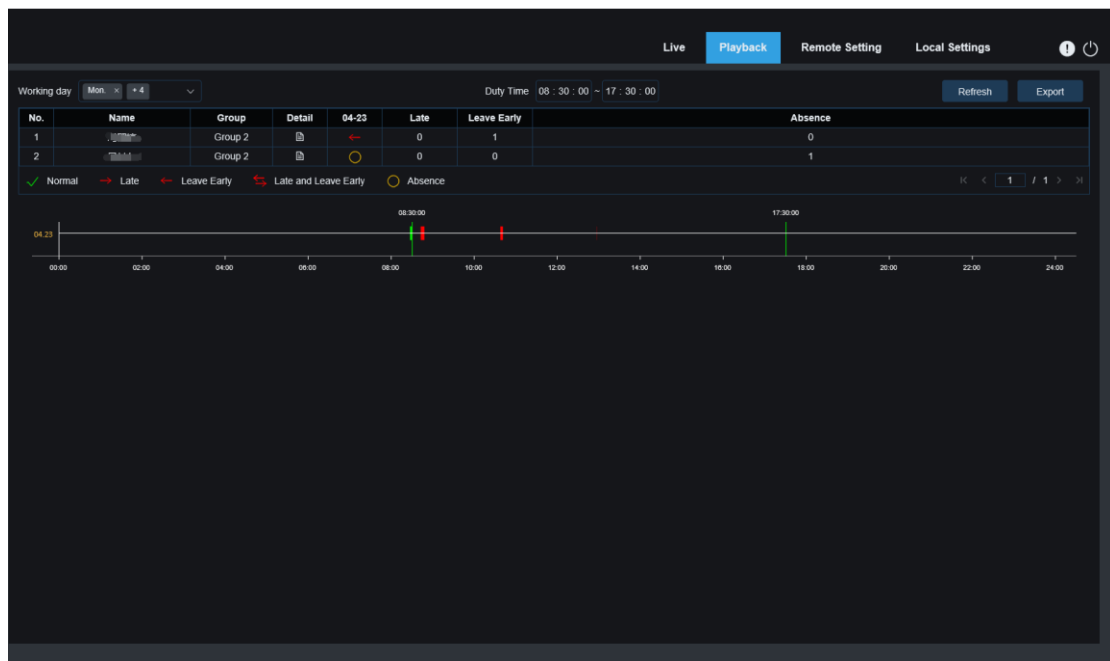 Live Playback Remote Setting Local Settings
Working day Mon. × + 4 Duty Time 08 : 30 : 00 ~ 17 : 30 : 00 Refresh Export
No. Name Group Detail 04-23 Late Leave Early Absence
1 Group 2 0 1 0
2 Group 2 0 0 1
Normal Late Leave Early Late and Leave Early Absence 1 / 1
08:30:00 17:30:00
04.23
00:00 02:00 04:00 06:00 08:00 10:00 12:00 14:00 16:00 18:00 20:00 22:00 24:00